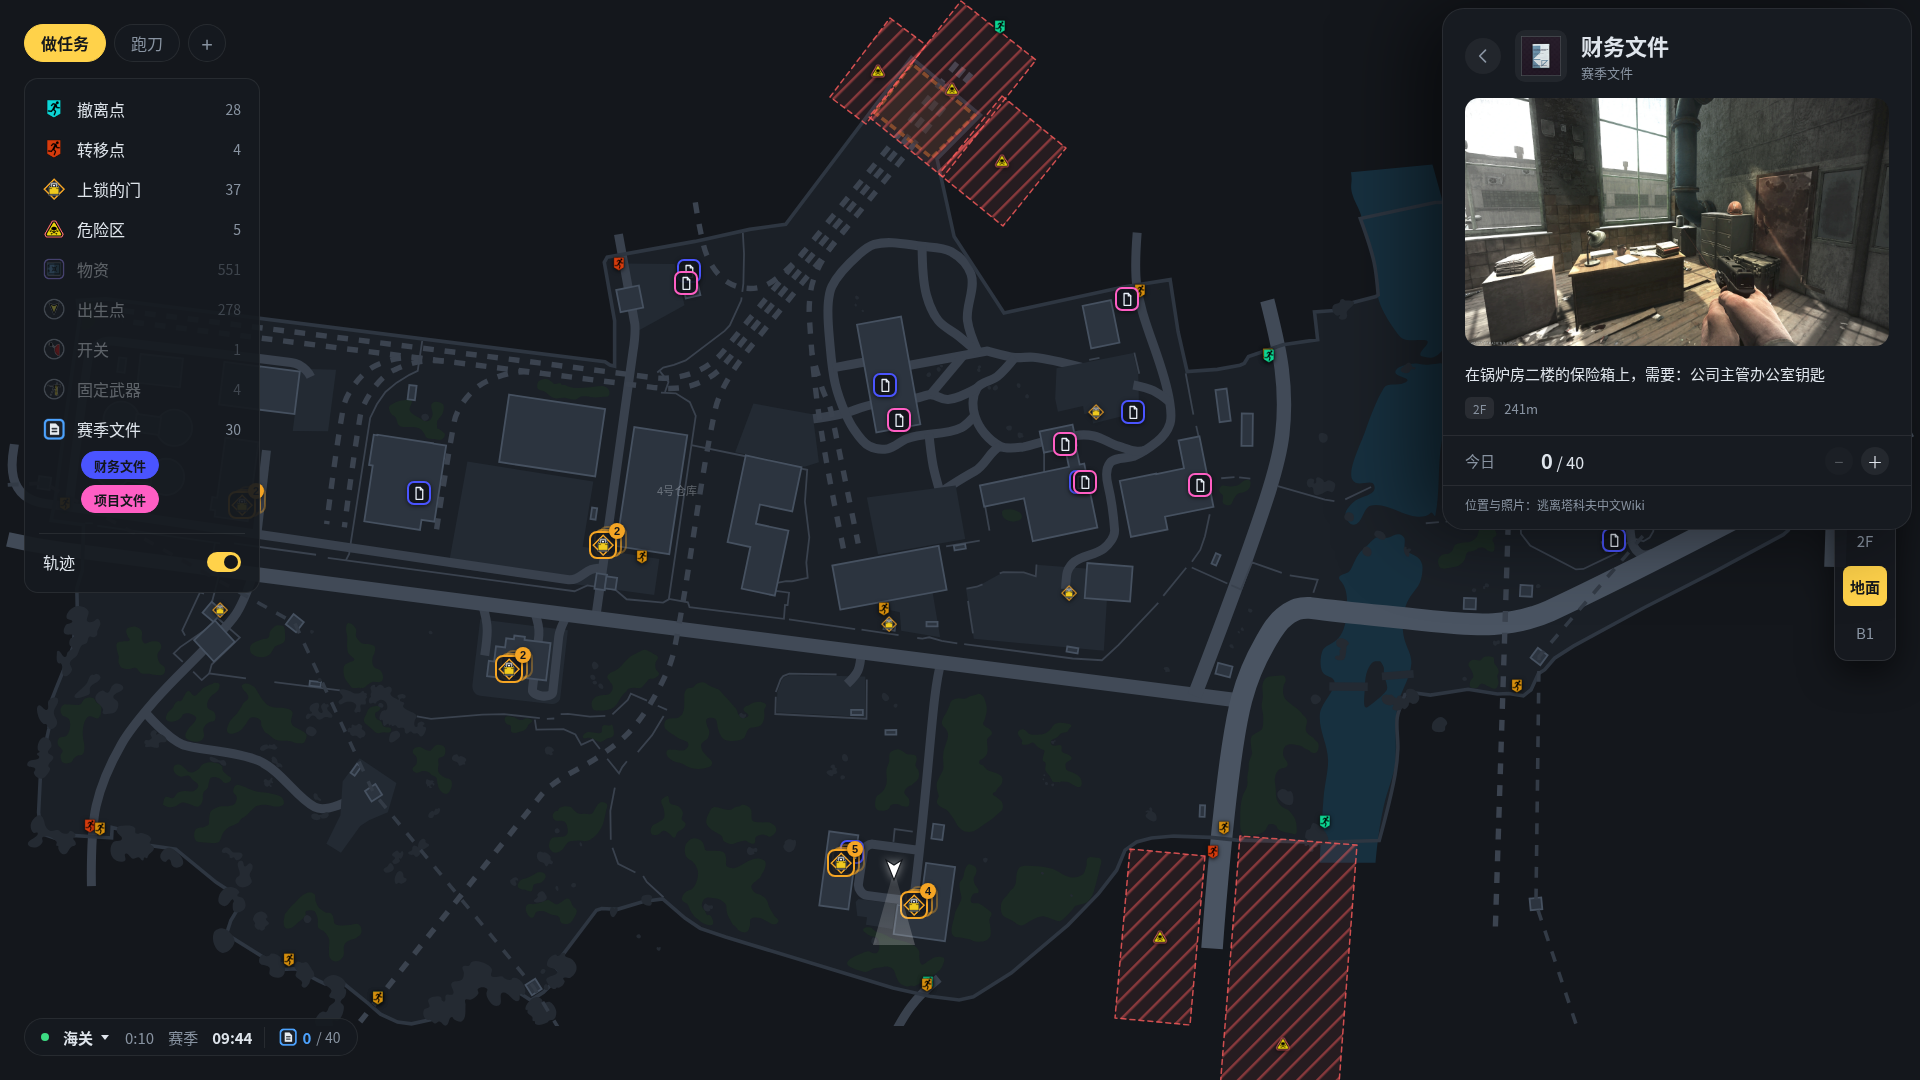 做任务
跑刀
+
撤离点 28
转移点 4
上锁的门 37
危险区 5
物资 551
出生点 278
开关 1
固定武器 4
赛季文件 30
财务文件
项目文件
轨迹
4号仓库
2
2
5
4
财务文件
赛季文件
在锅炉房二楼的保险箱上，需要：公司主管办公室钥匙
2F 241m
今日 0 / 40 − +
位置与照片：逃离塔科夫中文Wiki
2F
地面
B1
海关 0:10 赛季 09:44 0 / 40